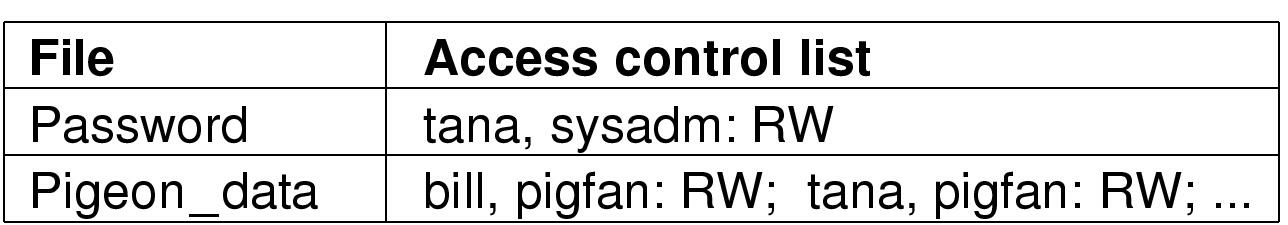 File Access control list
Password tana, sysadm: RW
Pigeon_data bill, pigfan: RW; tana, pigfan: RW; ...